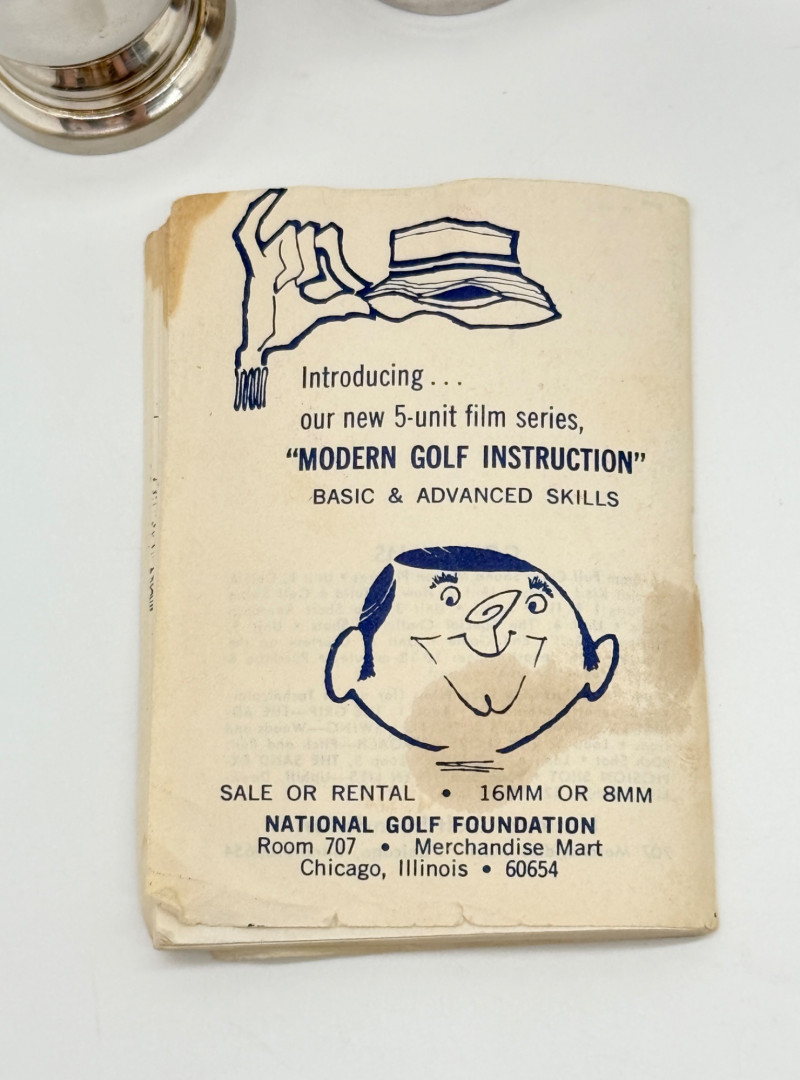 Introducing...
our new 5-unit film series,
"MODERN GOLF INSTRUCTION"
BASIC & ADVANCED SKILLS
SALE OR RENTAL • 16MM OR 8MM
NATIONAL GOLF FOUNDATION
Room 707 • Merchandise Mart
Chicago, Illinois • 60654